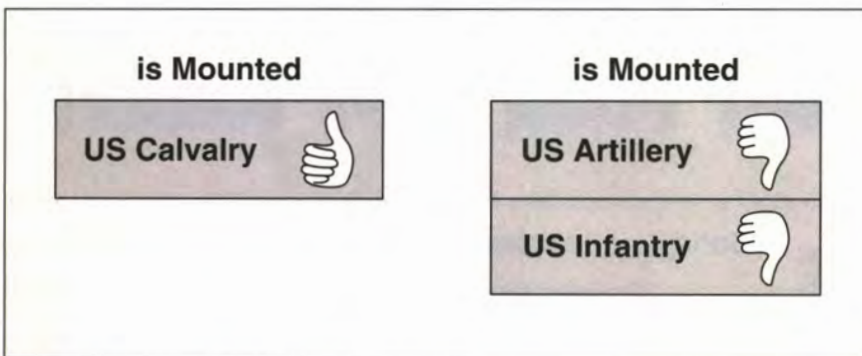 is Mounted
US Calvalry
is Mounted
US Artillery
US Infantry